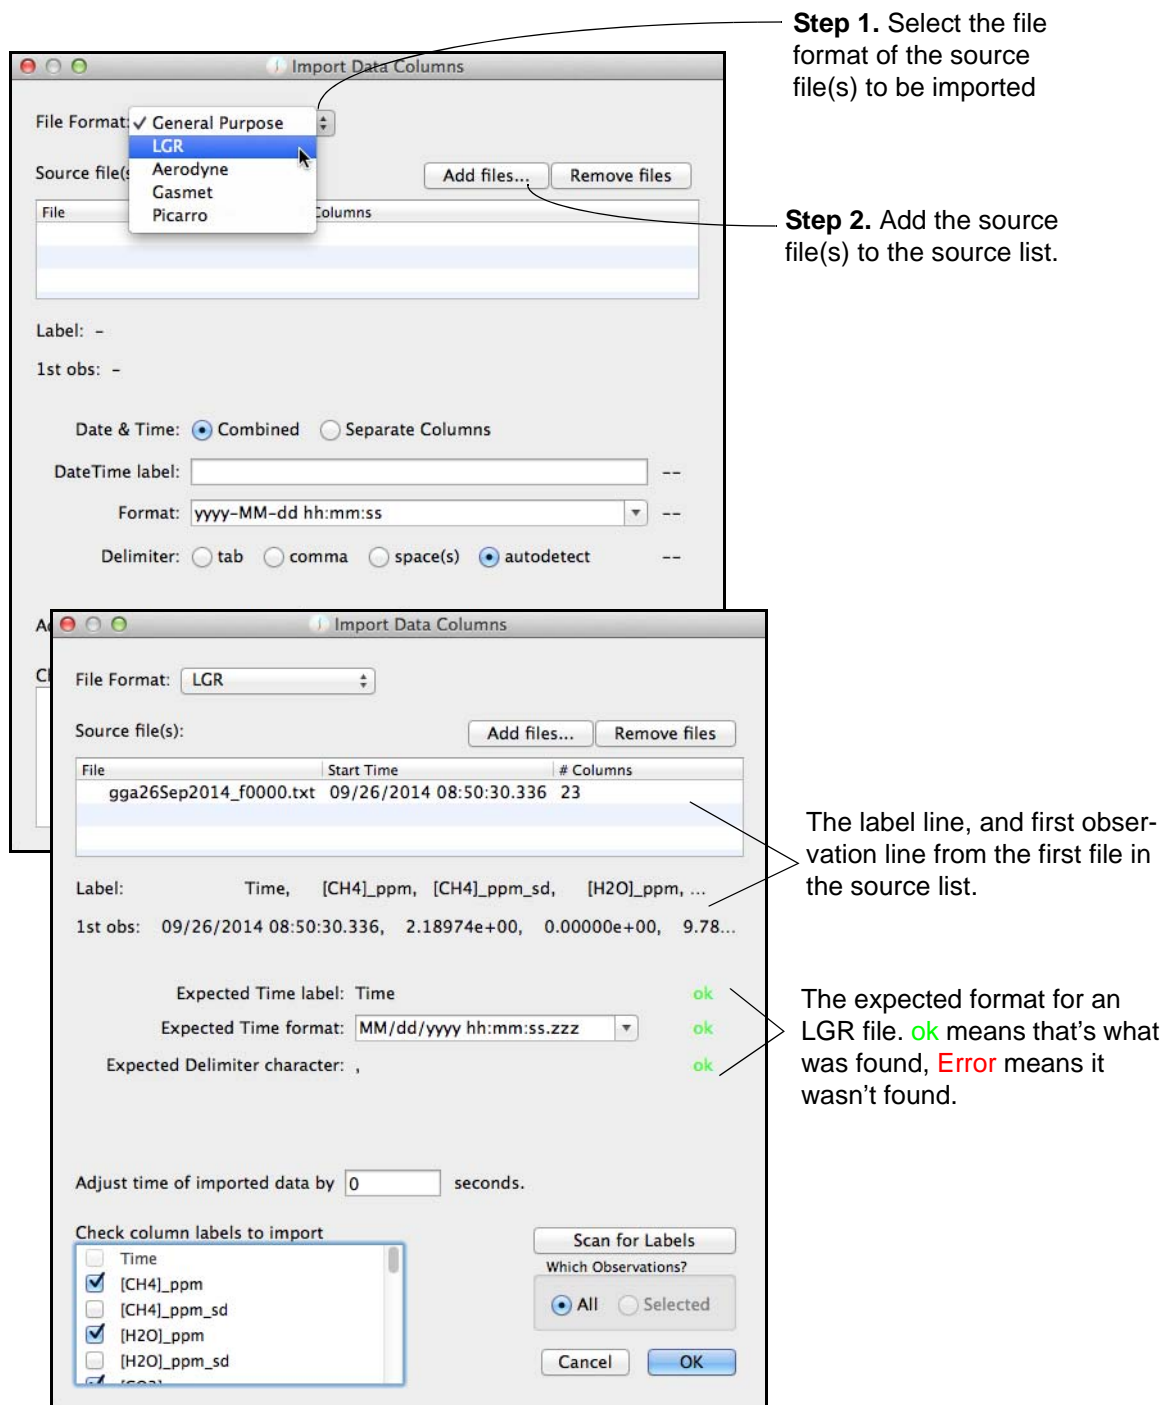 Step 1. Select the file
format of the source
file(s) to be imported
Import Data Columns
File Format:
✓ General Purpose
LGR
Aerodyne
Gasmet
Picarro
Source file(s
Add files...
Remove files
File
Columns
Step 2. Add the source
file(s) to the source list.
Label: –
1st obs: –
Date & Time: Combined Separate Columns
DateTime label: --
Format: yyyy-MM-dd hh:mm:ss --
Delimiter: tab comma space(s) autodetect --
Import Data Columns
File Format: LGR
Source file(s):
Add files...
Remove files
File Start Time # Columns
gga26Sep2014_f0000.txt 09/26/2014 08:50:30.336 23
The label line, and first obser-
vation line from the first file in
the source list.
Label: Time, [CH4]_ppm, [CH4]_ppm_sd, [H2O]_ppm, ...
1st obs: 09/26/2014 08:50:30.336, 2.18974e+00, 0.00000e+00, 9.78...
Expected Time label: Time ok
Expected Time format: MM/dd/yyyy hh:mm:ss.zzz ok
Expected Delimiter character: , ok
The expected format for an
LGR file. ok means that's what
was found, Error means it
wasn't found.
Adjust time of imported data by 0 seconds.
Check column labels to import
Time
[CH4]_ppm
[CH4]_ppm_sd
[H2O]_ppm
[H2O]_ppm_sd
Scan for Labels
Which Observations?
All Selected
Cancel
OK